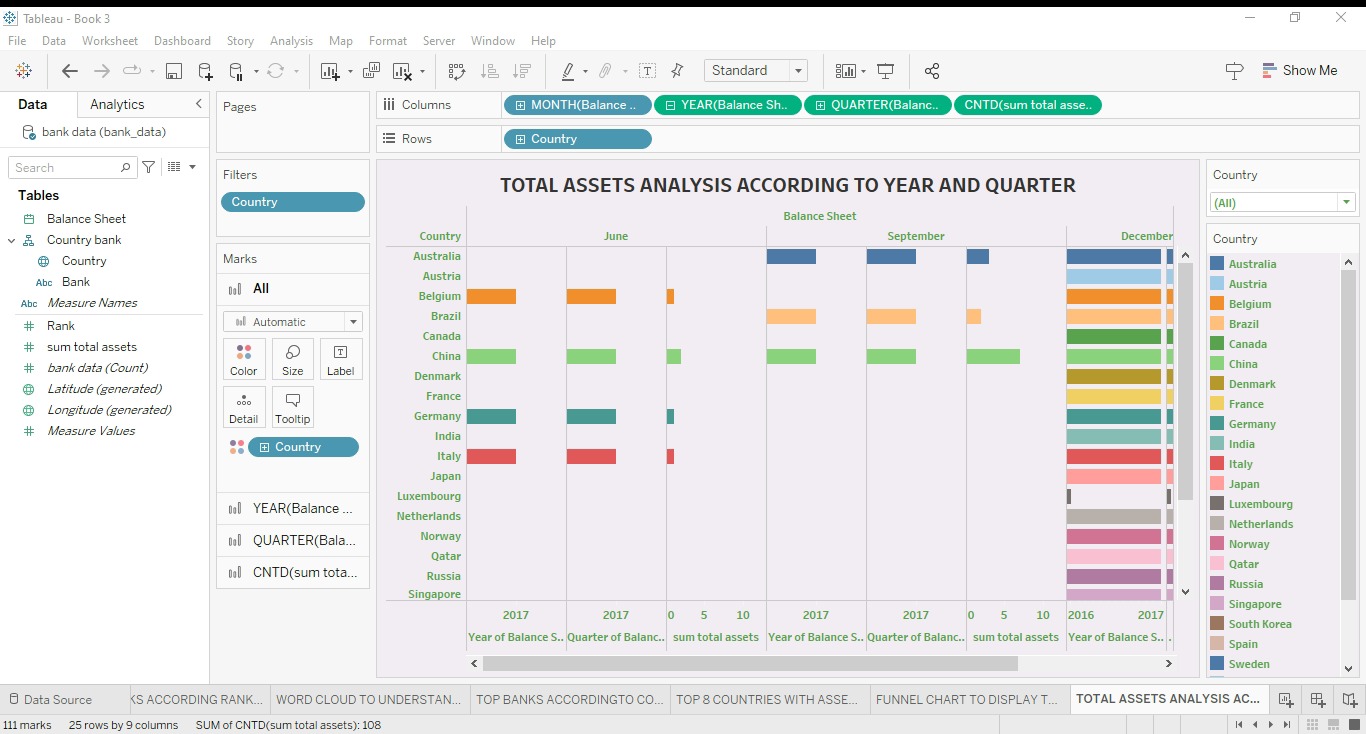 Tableau - Book 3
File Data Worksheet Dashboard Story Analysis Map Format Server Window Help
Standard
Show Me
Data Analytics
bank data (bank_data)
Search
Tables
Balance Sheet
Country bank
Country
Abc Bank
Abc Measure Names
# Rank
# sum total assets
# bank data (Count)
Latitude (generated)
Longitude (generated)
# Measure Values
Pages
Filters
Country
Marks
All
Automatic
Color Size Label
Detail Tooltip
Country
YEAR(Balance ...
QUARTER(Bala...
CNTD(sum tota...
Columns MONTH(Balance .. YEAR(Balance Sh.. QUARTER(Balanc.. CNTD(sum total asse..
Rows Country
TOTAL ASSETS ANALYSIS ACCORDING TO YEAR AND QUARTER
Balance Sheet
Country June September December
Australia
Austria
Belgium
Brazil
Canada
China
Denmark
France
Germany
India
Italy
Japan
Luxembourg
Netherlands
Norway
Qatar
Russia
Singapore
2017 2017 0 5 10 2017 2017 0 5 10 2016 2017
Year of Balance S.. Quarter of Balanc.. sum total assets Year of Balance S.. Quarter of Balanc.. sum total assets Year of Balance S.. .
Country
(All)
Country
Australia
Austria
Belgium
Brazil
Canada
China
Denmark
France
Germany
India
Italy
Japan
Luxembourg
Netherlands
Norway
Qatar
Russia
Singapore
South Korea
Spain
Sweden
Data Source KS ACCORDING RANK... WORD CLOUD TO UNDERSTAN... TOP BANKS ACCORDINGTO CO... TOP 8 COUNTRIES WITH ASSE... FUNNEL CHART TO DISPLAY T... TOTAL ASSETS ANALYSIS AC...
111 marks 25 rows by 9 columns SUM of CNTD(sum total assets): 108